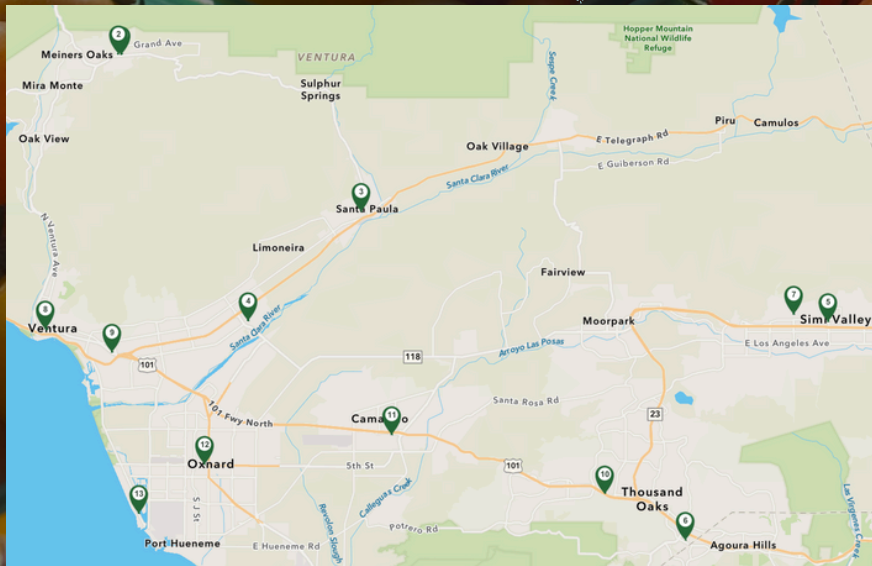 Hopper Mountain
National Wildlife
Refuge
2
Grand Ave
Meiners Oaks
VENTURA
Sespe Creek
Mira Monte
Sulphur
Springs
Piru
Camulos
Oak View
E Telegraph Rd
Oak Village
E Guiberson Rd
Santa Clara River
3
Santa Paula
N Ventura Ave
Limoneira
Fairview
4
7
5
8
Santa Clara River
Ventura
Moorpark
Simi Valley
9
E Los Angeles Ave
101
118
Arroyo Las Posas
101 Fwy North
Santa Rosa Rd
11
Camarillo
23
12
Oxnard
5th St
101
10
Calleguas Creek
Thousand
Oaks
13
S J St
Revolon Slough
Potrero Rd
6
Las Virgenes Creek
Port Hueneme
E Hueneme Rd
Agoura Hills